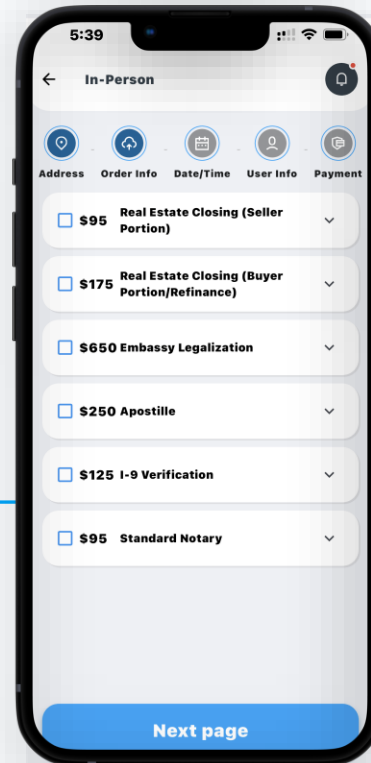 5:39
In-Person
Address Order Info Date/Time User Info Payment
$95 Real Estate Closing (Seller
Portion)
$175 Real Estate Closing (Buyer
Portion/Refinance)
$650 Embassy Legalization
$250 Apostille
$125 I-9 Verification
$95 Standard Notary
Next page